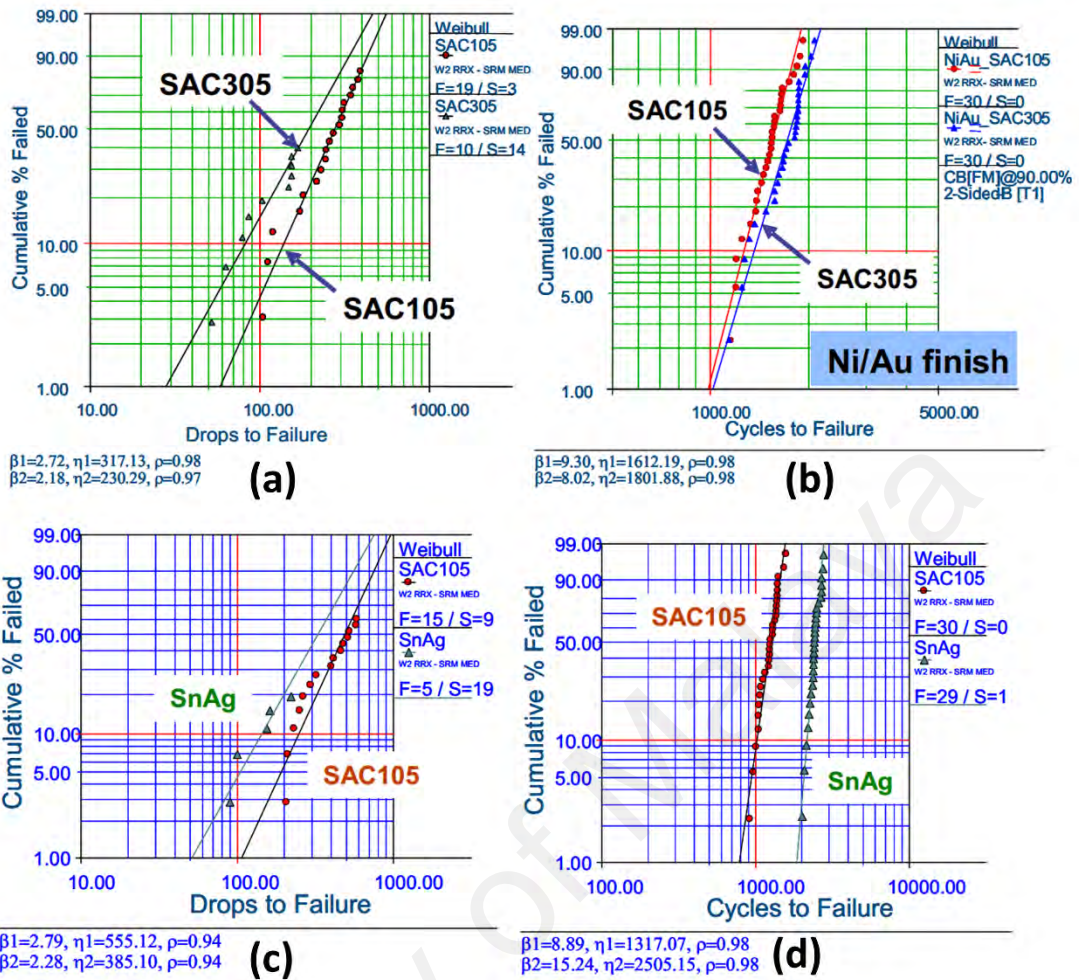 99.00
90.00
50.00
10.00
5.00
1.00
Cumulative % Failed
10.00
100.00
1000.00
Drops to Failure
SAC305
SAC105
Weibull
SAC105
W2 RRX - SRM MED
F=19 / S=3
SAC305
W2 RRX - SRM MED
F=10 / S=14
β1=2.72, η1=317.13, ρ=0.98
β2=2.18, η2=230.29, ρ=0.97
(a)
99.00
90.00
50.00
10.00
5.00
1.00
Cumulative % Failed
1000.00
5000.00
Cycles to Failure
SAC105
SAC305
Ni/Au finish
Weibull
NiAu_SAC105
W2 RRX - SRM MED
F=30 / S=0
NiAu_SAC305
W2 RRX - SRM MED
F=30 / S=0
CB[FM]@90.00%
2-SidedB [T1]
β1=9.30, η1=1612.19, ρ=0.98
β2=8.02, η2=1801.88, ρ=0.98
(b)
99.00
90.00
50.00
10.00
5.00
1.00
Cumulative % Failed
10.00
100.00
1000.00
Drops to Failure
SnAg
SAC105
Weibull
SAC105
W2 RRX - SRM MED
F=15 / S=9
SnAg
W2 RRX - SRM MED
F=5 / S=19
β1=2.79, η1=555.12, ρ=0.94
β2=2.28, η2=385.10, ρ=0.94
(c)
99.00
90.00
50.00
10.00
5.00
1.00
Cumulative % Failed
100.00
1000.00
10000.00
Cycles to Failure
SAC105
SnAg
Weibull
SAC105
W2 RRX - SRM MED
F=30 / S=0
SnAg
W2 RRX - SRM MED
F=29 / S=1
β1=8.89, η1=1317.07, ρ=0.98
β2=15.24, η2=2505.15, ρ=0.98
(d)
of Malaya